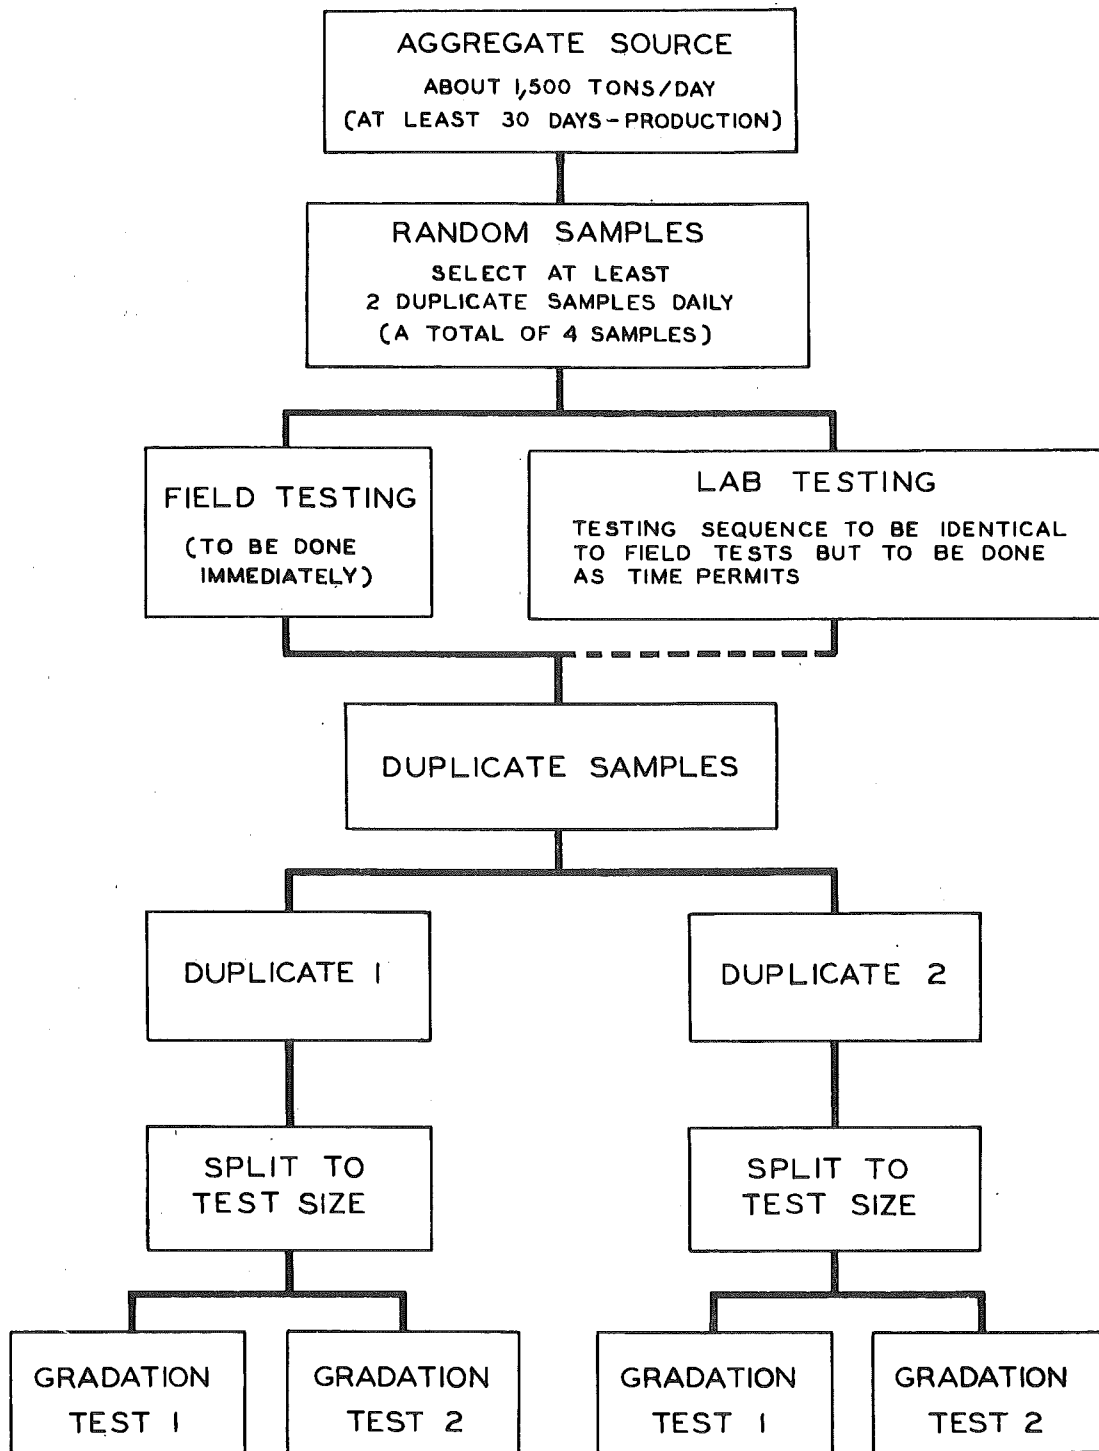 AGGREGATE SOURCE
ABOUT 1,500 TONS/DAY
(AT LEAST 30 DAYS-PRODUCTION)
RANDOM SAMPLES
SELECT AT LEAST
2 DUPLICATE SAMPLES DAILY
(A TOTAL OF 4 SAMPLES)
FIELD TESTING
(TO BE DONE
IMMEDIATELY)
LAB TESTING
TESTING SEQUENCE TO BE IDENTICAL
TO FIELD TESTS BUT TO BE DONE
AS TIME PERMITS
DUPLICATE SAMPLES
DUPLICATE 1
DUPLICATE 2
SPLIT TO
TEST SIZE
SPLIT TO
TEST SIZE
GRADATION
TEST 1
GRADATION
TEST 2
GRADATION
TEST 1
GRADATION
TEST 2